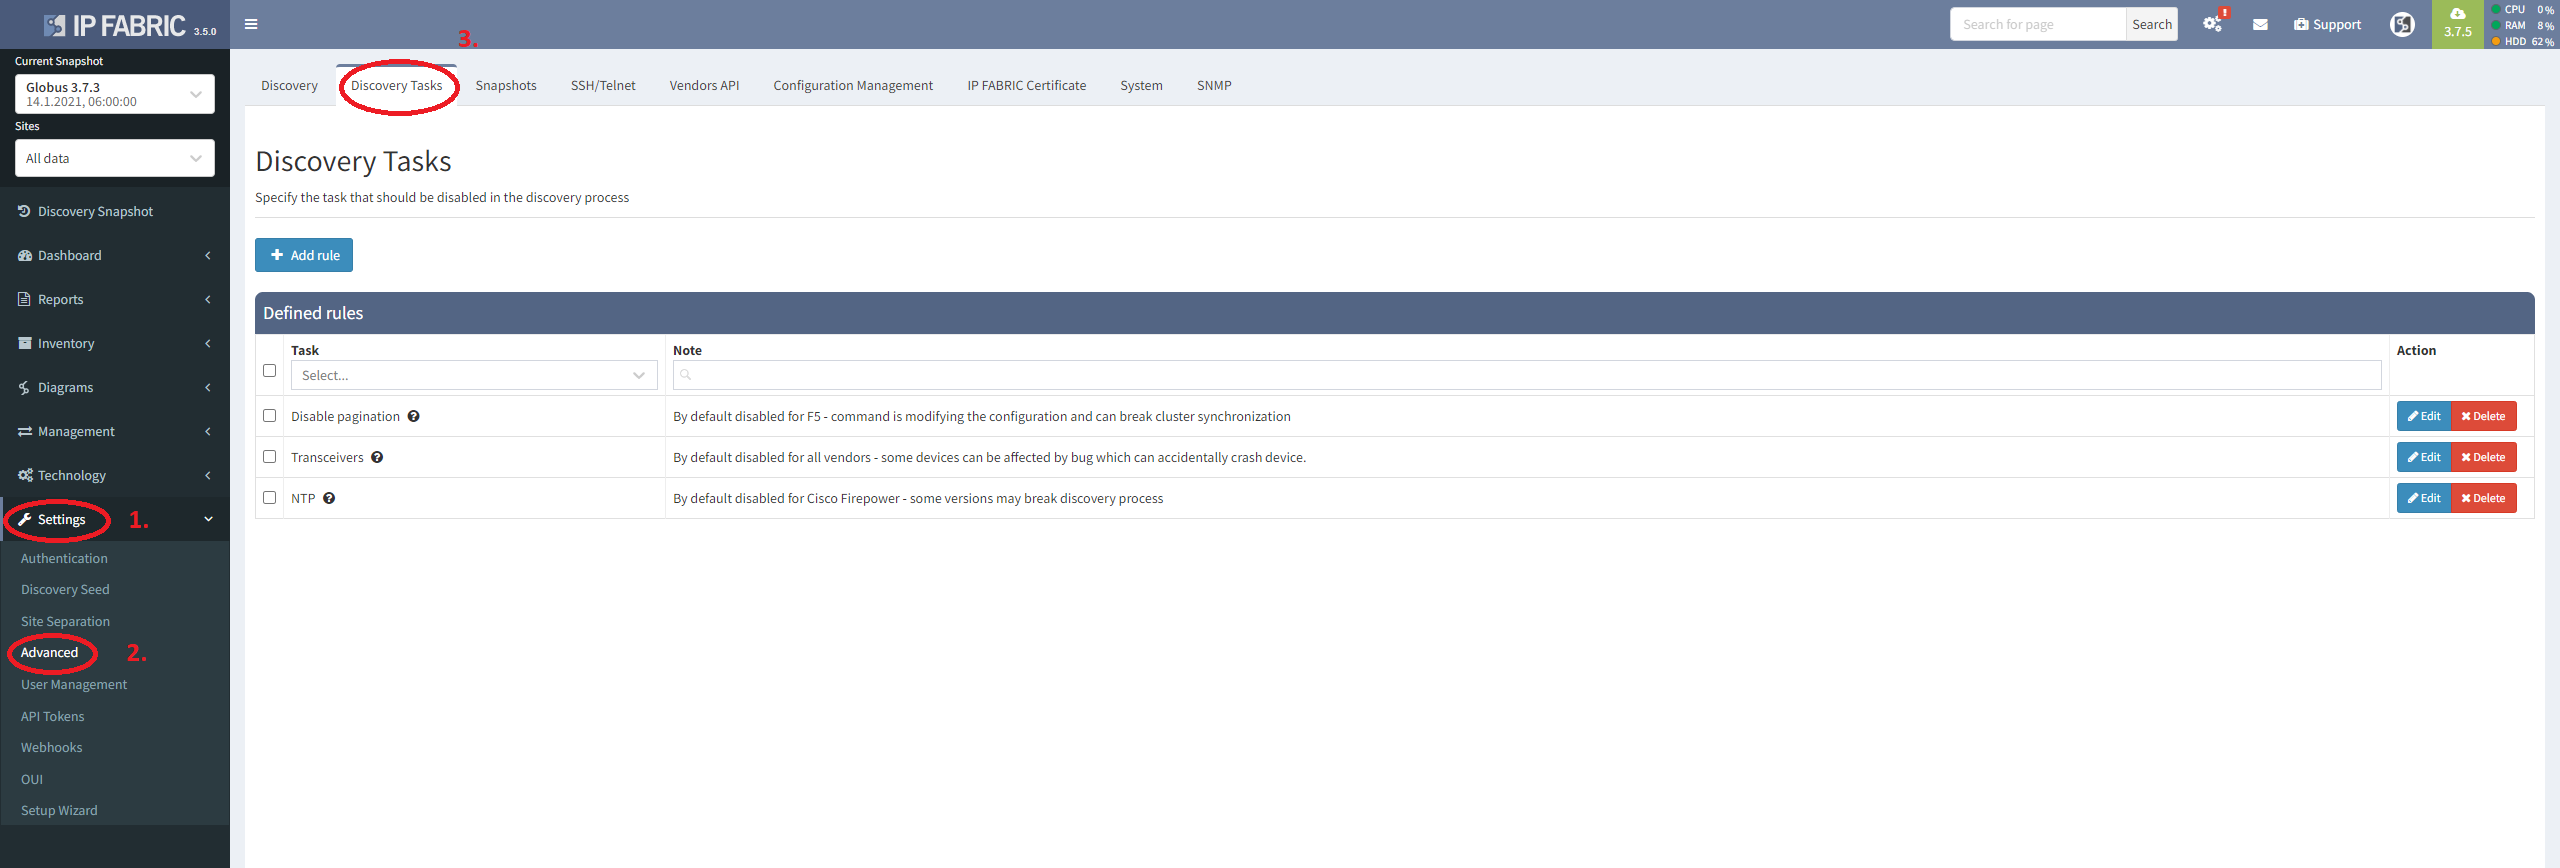 IP FABRIC 3.5.0
Search for page
Search
!
Support
3.7.5
CPU 0 %
RAM 8 %
HDD 62 %
Current Snapshot
Globus 3.7.3
14.1.2021, 06:00:00
Sites
All data
Discovery Snapshot
Dashboard
Reports
Inventory
Diagrams
Management
Technology
Settings
1.
Authentication
Discovery Seed
Site Separation
Advanced
2.
User Management
API Tokens
Webhooks
OUI
Setup Wizard
3.
Discovery
Discovery Tasks
Snapshots
SSH/Telnet
Vendors API
Configuration Management
IP FABRIC Certificate
System
SNMP
Discovery Tasks
Specify the task that should be disabled in the discovery process
Add rule
Defined rules
Task
Note
Action
Select...
Disable pagination
By default disabled for F5 - command is modifying the configuration and can break cluster synchronization
Edit
Delete
Transceivers
By default disabled for all vendors - some devices can be affected by bug which can accidentally crash device.
Edit
Delete
NTP
By default disabled for Cisco Firepower - some versions may break discovery process
Edit
Delete